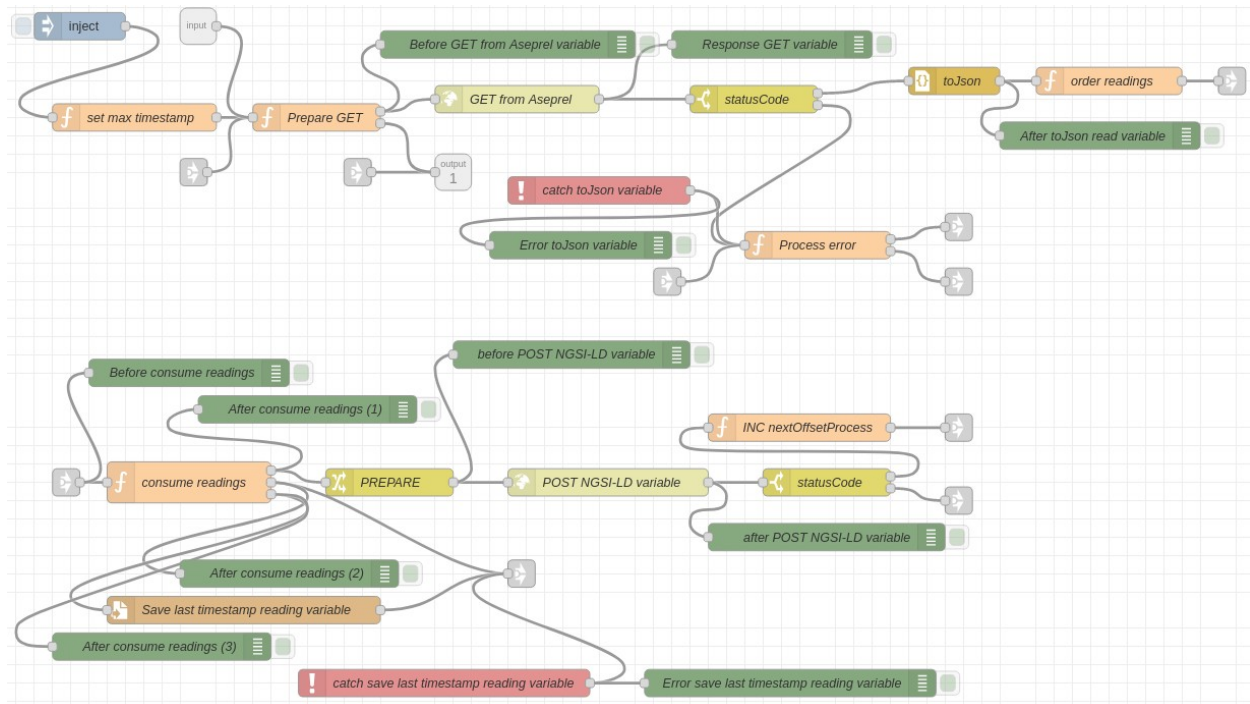 inject
input
Before GET from Aseprel variable
Response GET variable
toJson
order readings
GET from Aseprel
statusCode
set max timestamp
Prepare GET
After toJson read variable
output
1
catch toJson variable
Error toJson variable
Process error
before POST NGSI-LD variable
Before consume readings
After consume readings (1)
INC nextOffsetProcess
consume readings
PREPARE
POST NGSI-LD variable
statusCode
after POST NGSI-LD variable
After consume readings (2)
Save last timestamp reading variable
After consume readings (3)
catch save last timestamp reading variable
Error save last timestamp reading variable